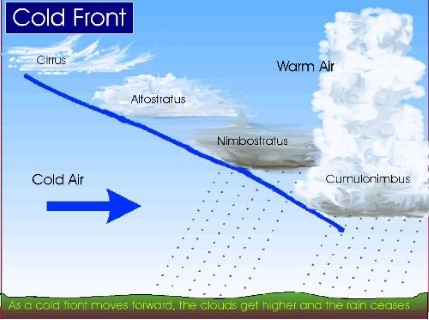 Cold Front
Cirrus
Warm Air
Altostratus
Nimbostratus
Cold Air
Cumulonimbus
As a cold front moves forward, the clouds get higher and the rain ceases